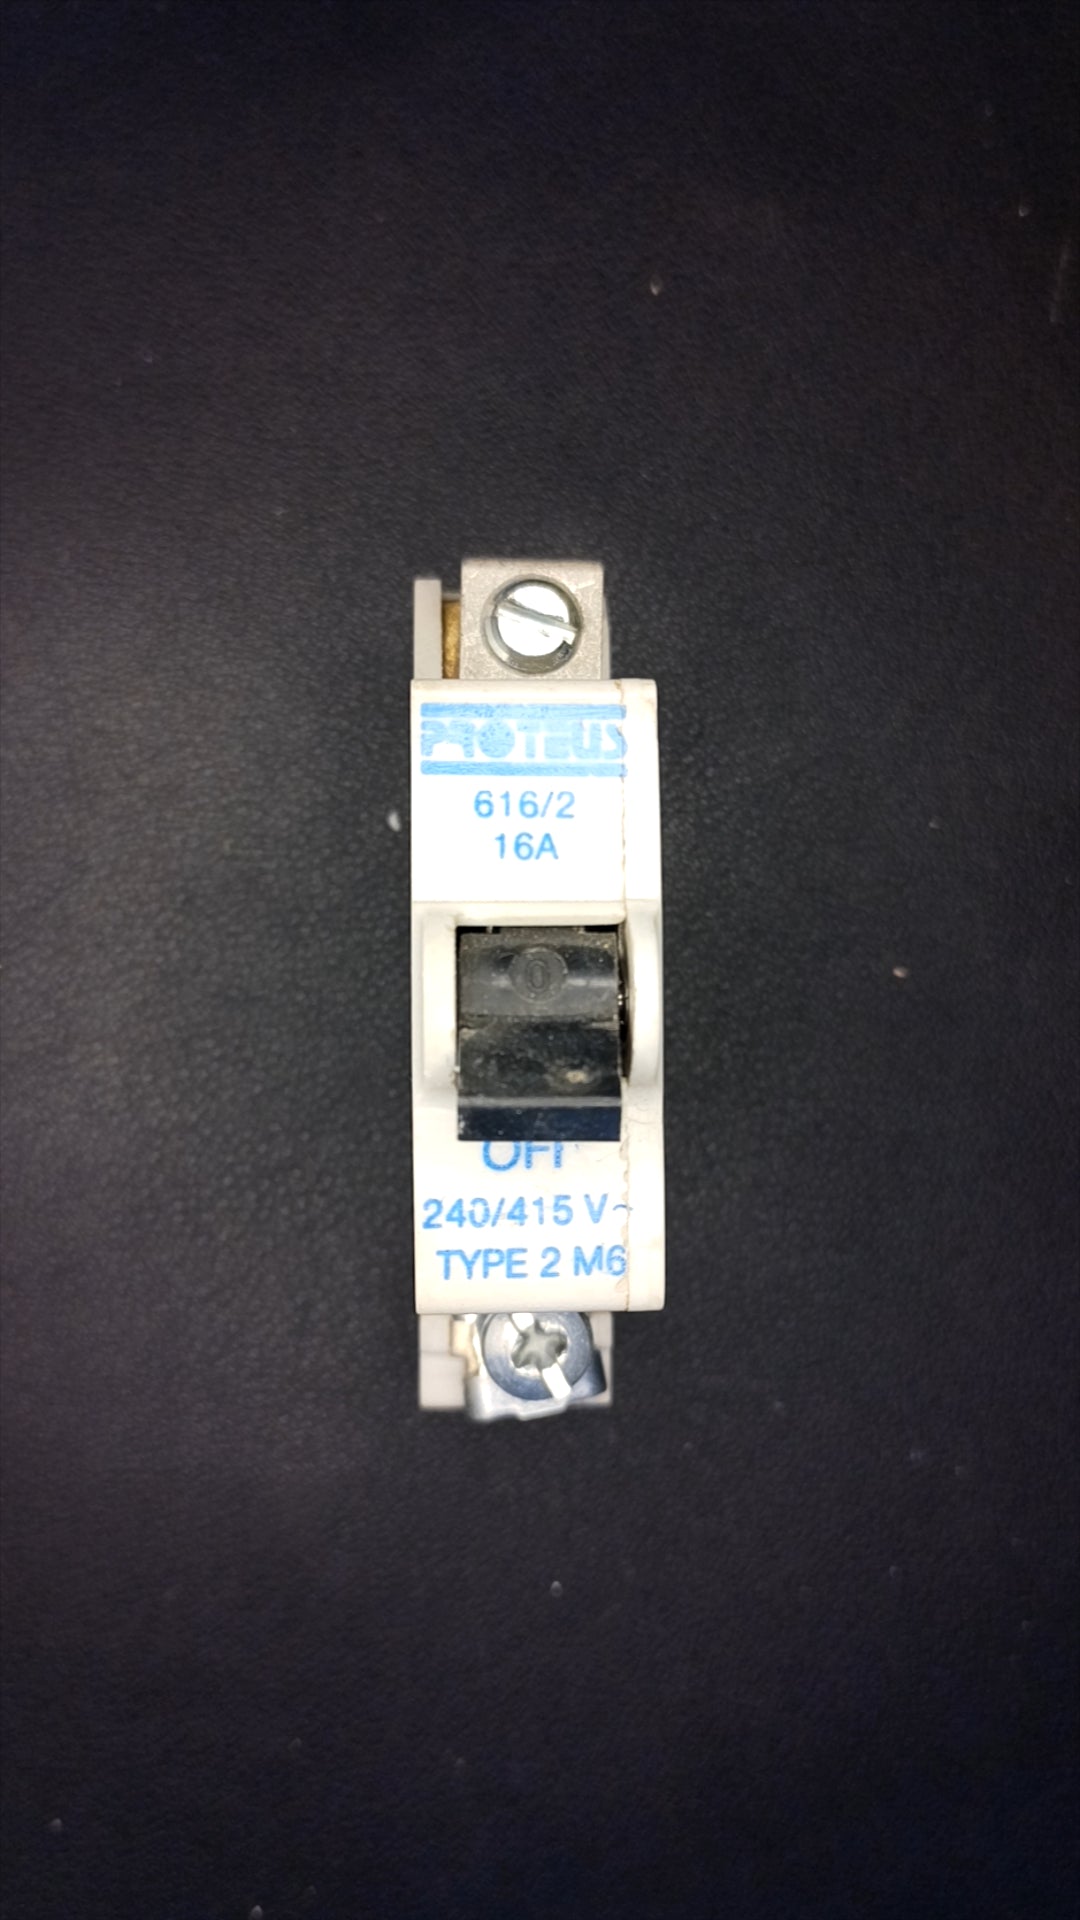 PROTEUS
616/2
16A
0
OFF
240/415 V~
TYPE 2 M6